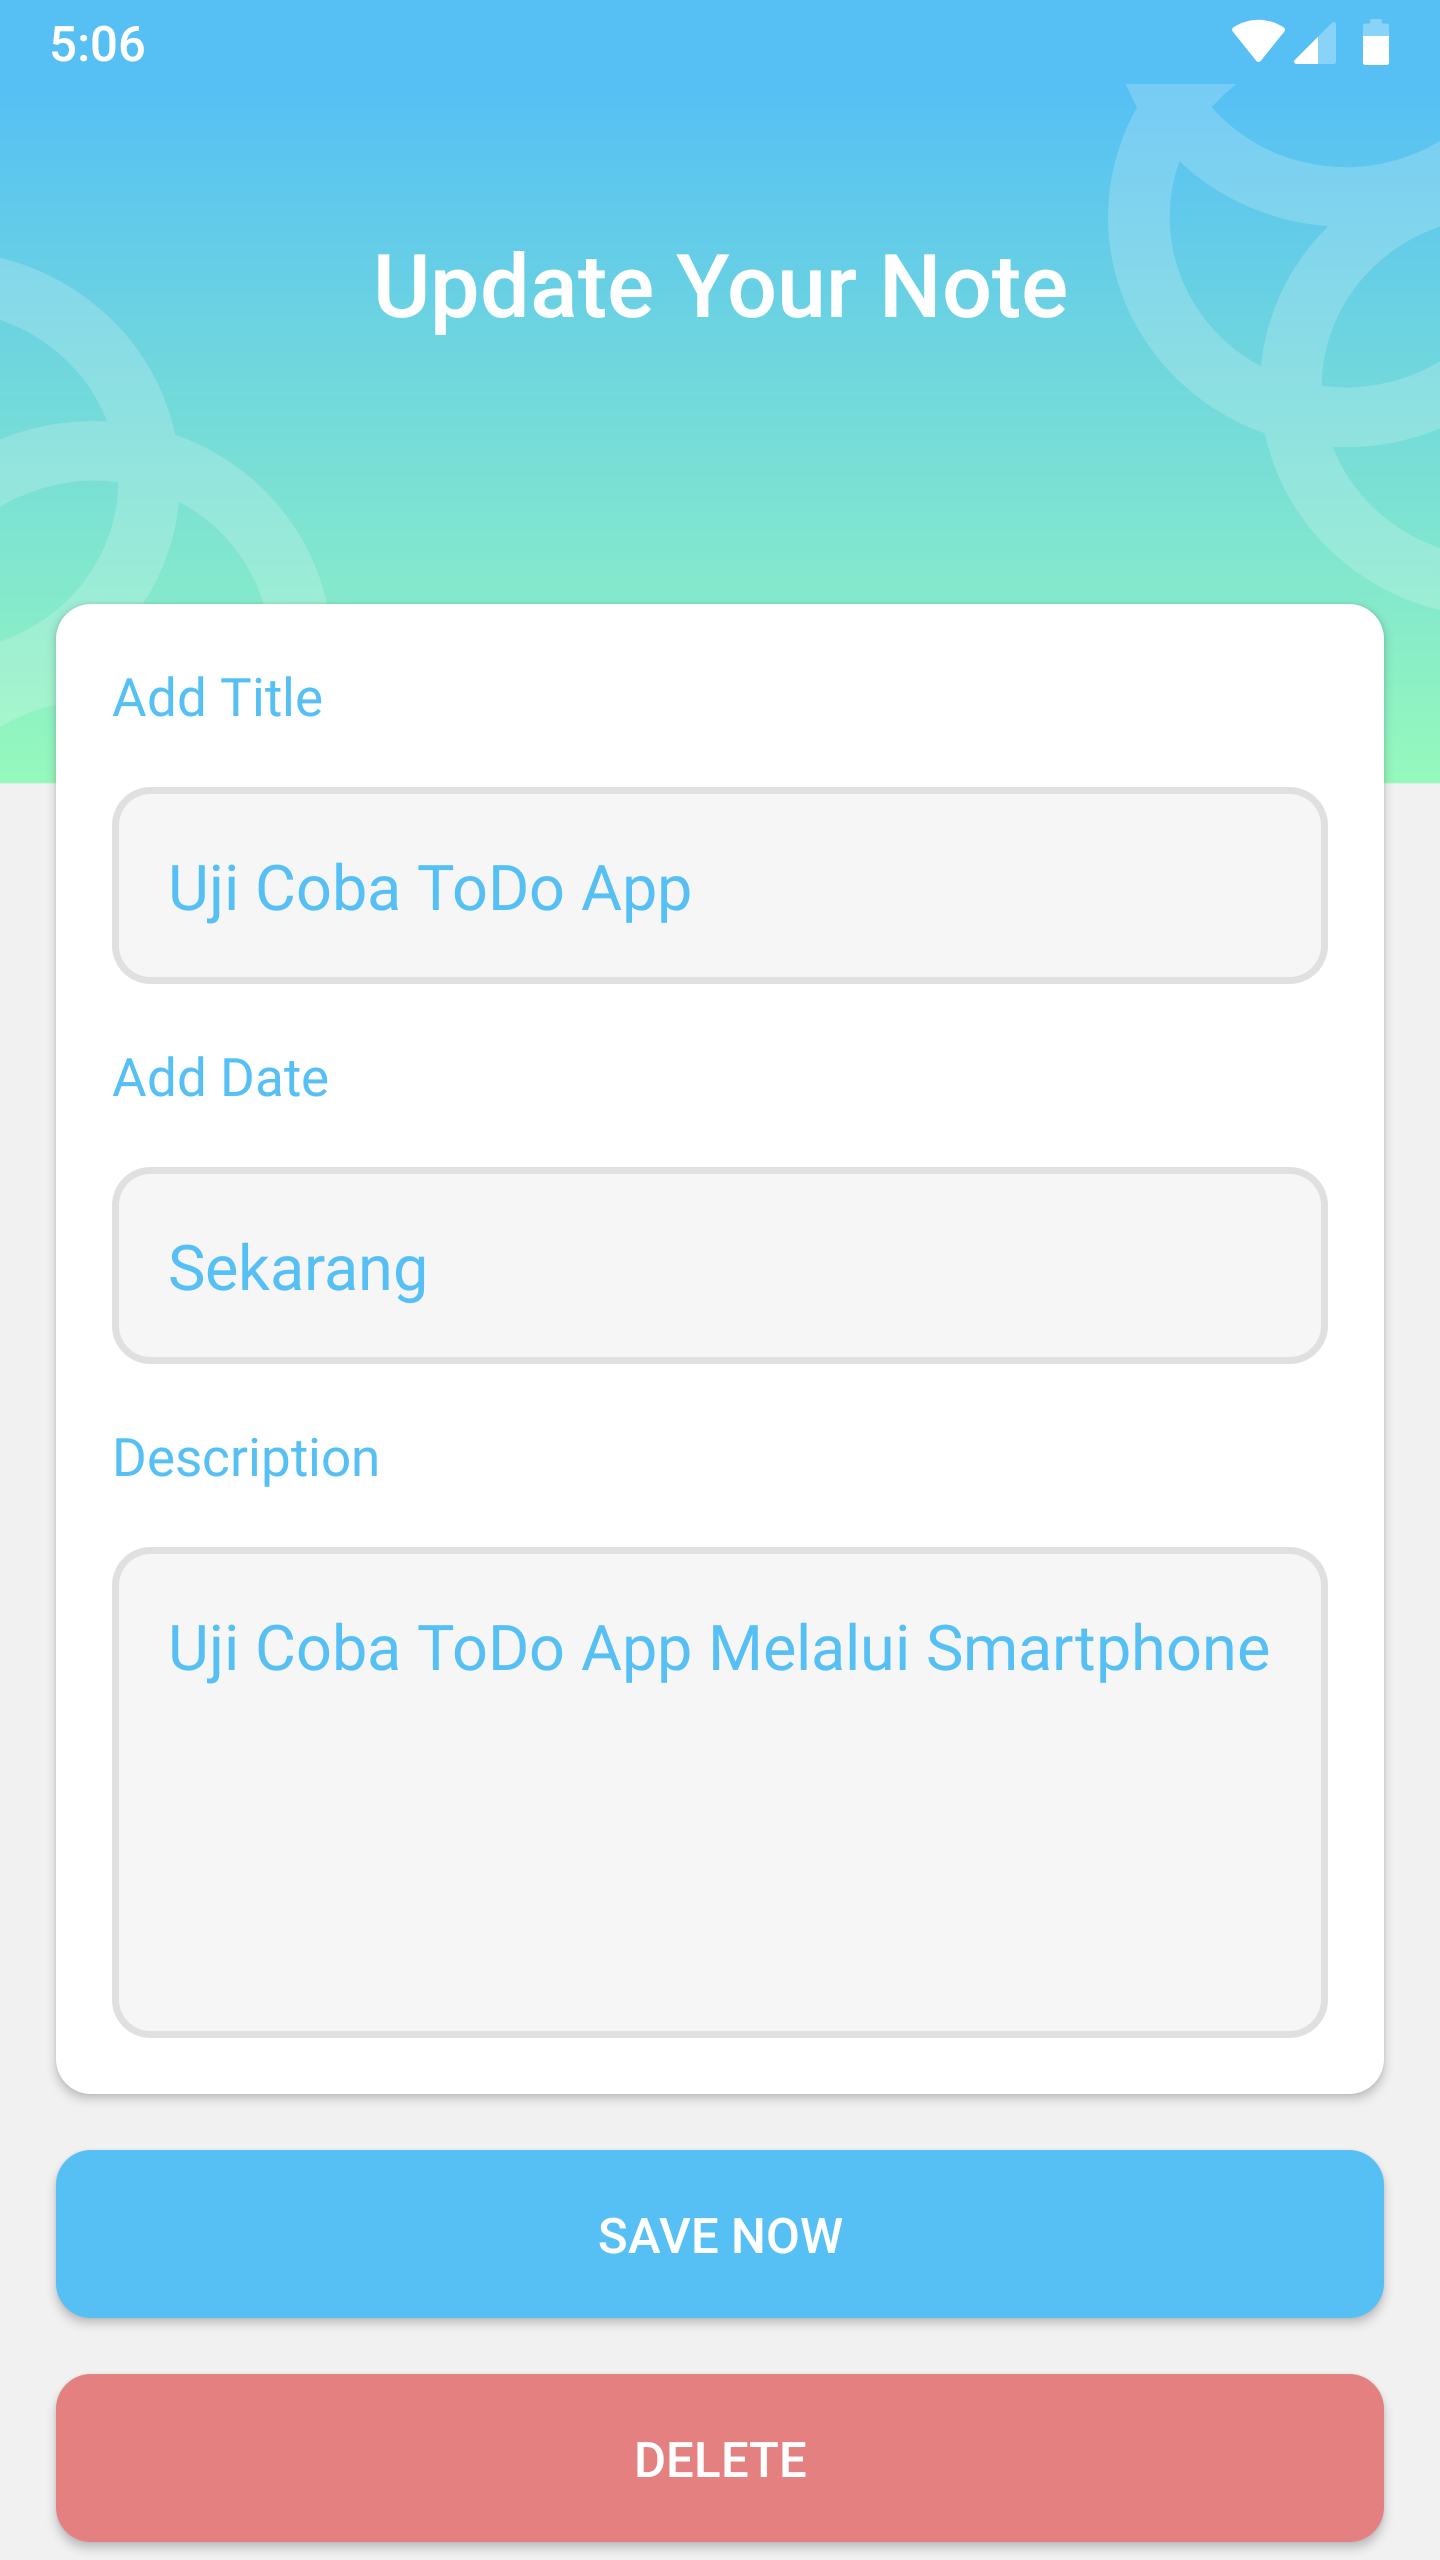 5:06
Update Your Note
Add Title
Uji Coba ToDo App
Add Date
Sekarang
Description
Uji Coba ToDo App Melalui Smartphone
SAVE NOW
DELETE